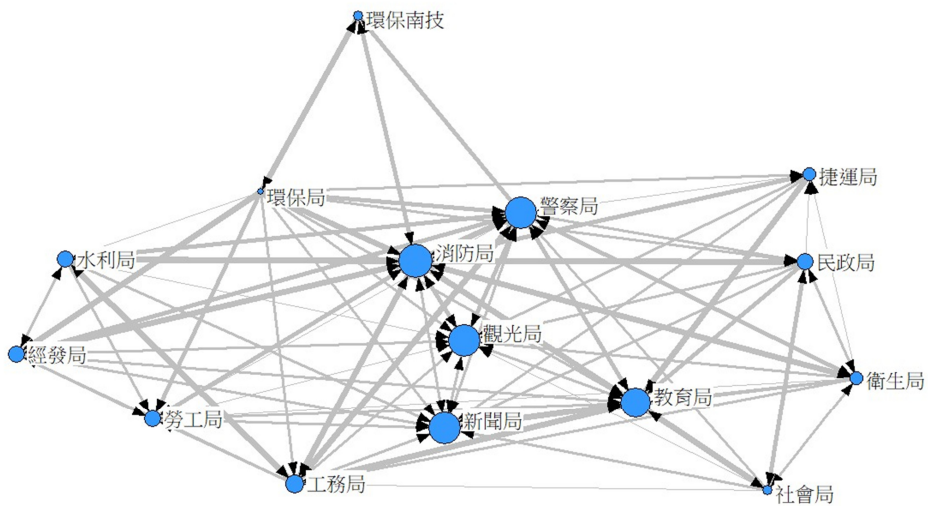 環保南技
捷運局
環保局
警察局
水利局
消防局
民政局
觀光局
經發局
衛生局
教育局
勞工局
新聞局
工務局
社會局